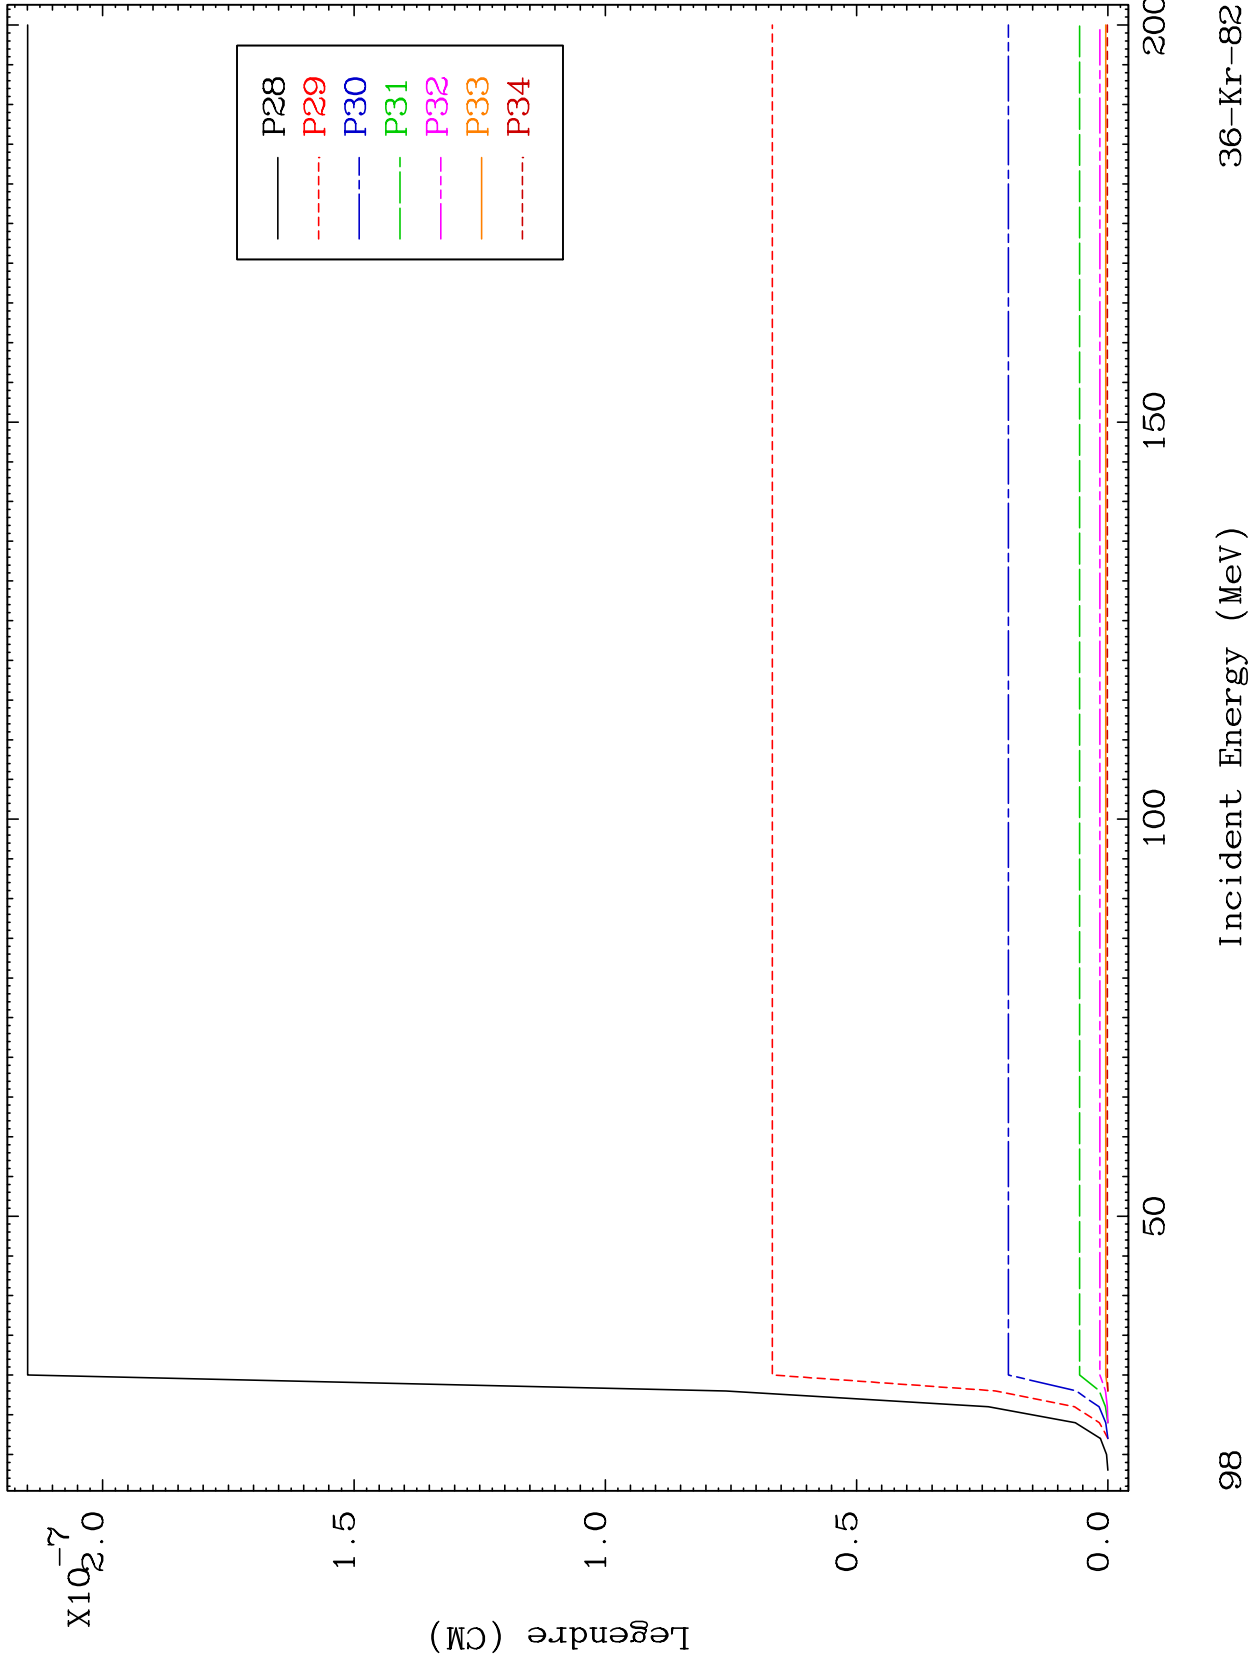 X10-7
2.0
1.5
1.0
0.5
0.0
Legendre (CM)
P28
P29
P30
P31
P32
P33
P34
50
100
150
200
Incident Energy (MeV)
98
36-Kr-82